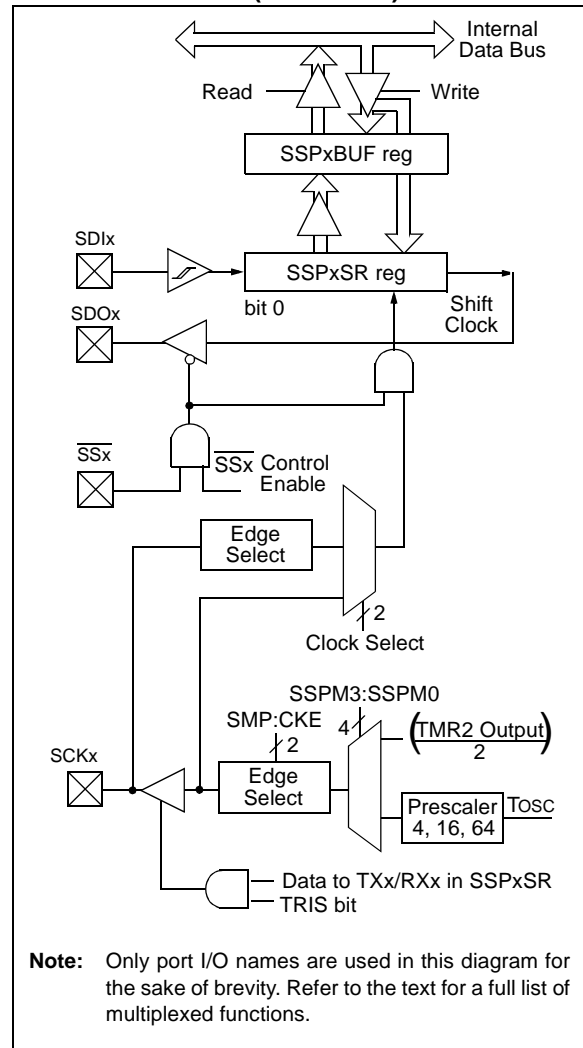 Internal
Data Bus
Read
Write
SSPxBUF reg
SDIx
SSPxSR reg
bit 0
Shift
Clock
SDOx
SSx
SSx Control
Enable
Edge
Select
2
Clock Select
SSPM3:SSPM0
SMP:CKE
4
(TMR2 Output)
2
2
SCKx
Edge
Select
Prescaler
4, 16, 64
TOSC
Data to TXx/RXx in SSPxSR
TRIS bit
Note: Only port I/O names are used in this diagram for
the sake of brevity. Refer to the text for a full list of
multiplexed functions.